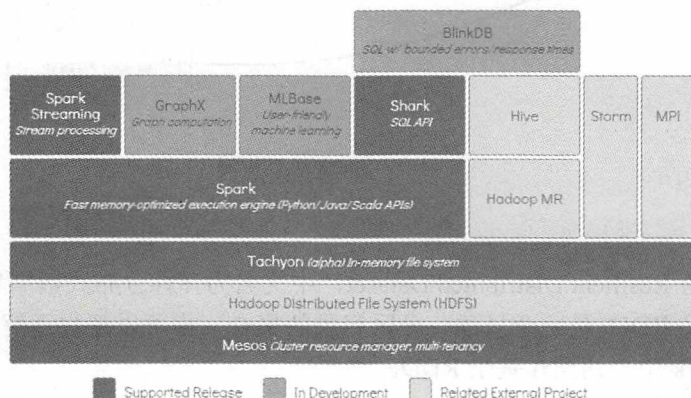 BlinkDB
SQL w/ bounded errors/response times
Spark
Streaming
Stream processing
GraphX
Graph computation
MLBase
User-friendly
machine learning
Shark
SQL API
Hive
Storm
MPI
Spark
Fast memory-optimized execution engine (Python/Java/Scala APIs)
Hadoop MR
Tachyon (alpha) In-memory file system
Hadoop Distributed File System (HDFS)
Mesos Cluster resource manager, multi-tenancy
Supported Release
In Development
Related External Project